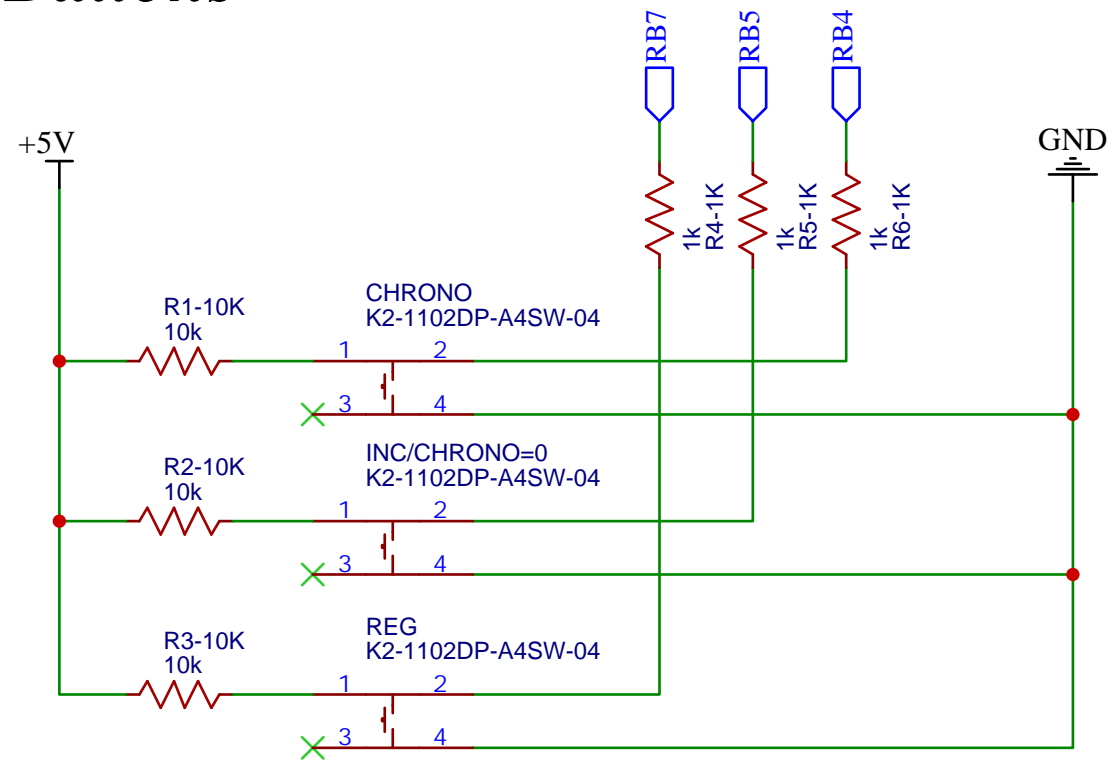 RB7
RB5
RB4
+5V
GND
1k
R4-1K
1k
R5-1K
1k
R6-1K
R1-10K
10k
CHRONO
K2-1102DP-A4SW-04
1
2
3
4
R2-10K
10k
INC/CHRONO=0
K2-1102DP-A4SW-04
1
2
3
4
R3-10K
10k
REG
K2-1102DP-A4SW-04
1
2
3
4